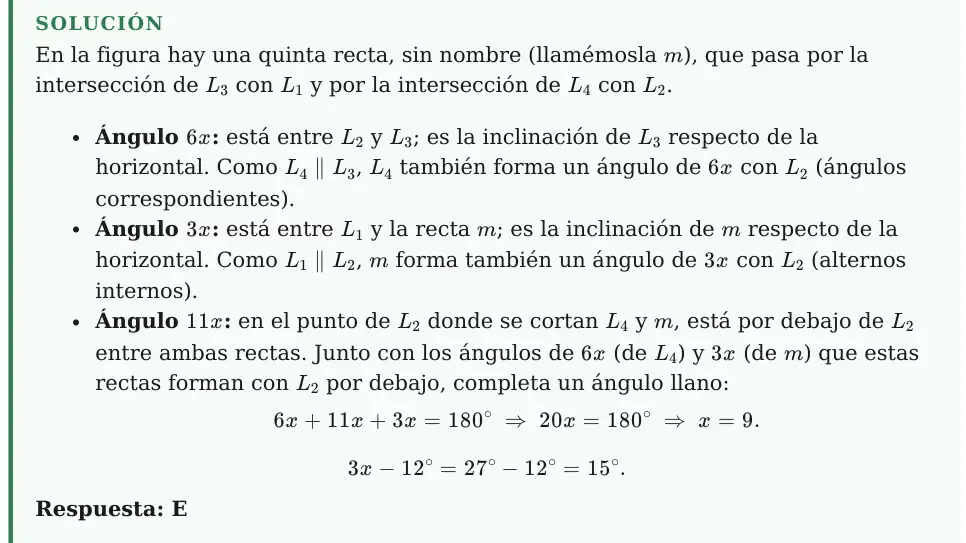 SOLUCIÓN
En la figura hay una quinta recta, sin nombre (llamémosla m), que pasa por la
intersección de L₃ con L₁ y por la intersección de L₄ con L₂.
• Ángulo 6x: está entre L₂ y L₃; es la inclinación de L₃ respecto de la
horizontal. Como L₄ ∥ L₃, L₄ también forma un ángulo de 6x con L₂ (ángulos
correspondientes).
• Ángulo 3x: está entre L₁ y la recta m; es la inclinación de m respecto de la
horizontal. Como L₁ ∥ L₂, m forma también un ángulo de 3x con L₂ (alternos
internos).
• Ángulo 11x: en el punto de L₂ donde se cortan L₄ y m, está por debajo de L₂
entre ambas rectas. Junto con los ángulos de 6x (de L₄) y 3x (de m) que estas
rectas forman con L₂ por debajo, completa un ángulo llano:
6x + 11x + 3x = 180° ⇒ 20x = 180° ⇒ x = 9.
3x − 12° = 27° − 12° = 15°.
Respuesta: E